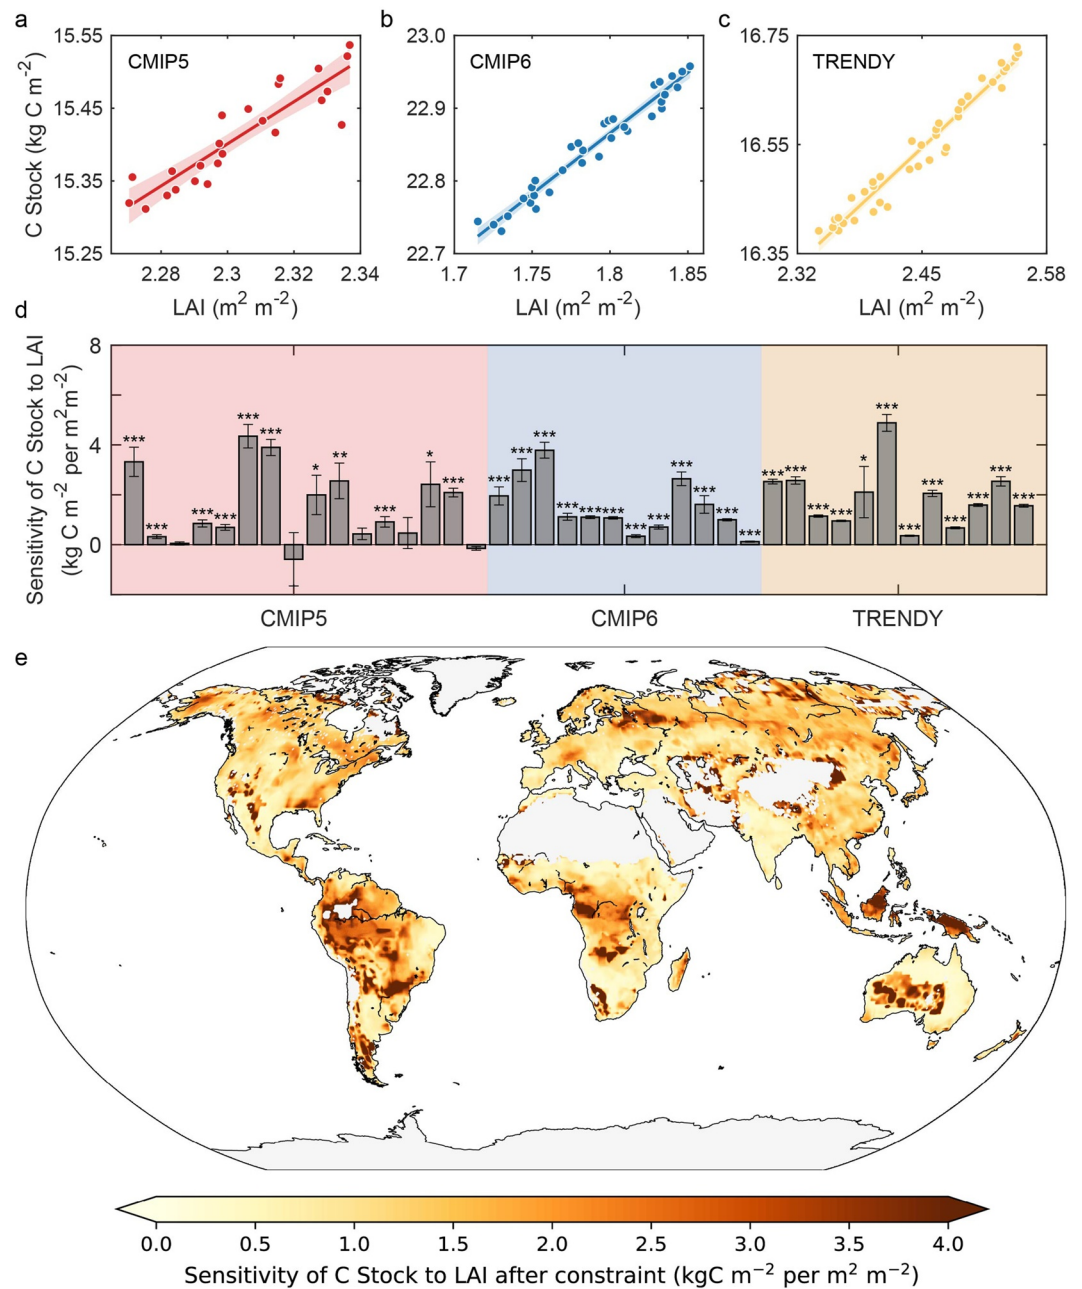 a
b
c
15.55
15.45
15.35
15.25
C Stock (kg C m⁻²)
CMIP5
2.28
2.3
2.32
2.34
LAI (m² m⁻²)
23.0
22.9
22.8
22.7
CMIP6
1.7
1.75
1.8
1.85
LAI (m² m⁻²)
16.75
16.55
16.35
TRENDY
2.32
2.45
2.58
LAI (m² m⁻²)
d
Sensitivity of C Stock to LAI
(kg C m⁻² per m²m⁻²)
8
4
0
*** *** *** *** *** *** * ** *** * ***
*** *** *** *** *** *** *** *** *** *** *** ***
*** *** *** *** * *** *** *** *** *** *** ***
CMIP5
CMIP6
TRENDY
e
0.0
0.5
1.0
1.5
2.0
2.5
3.0
3.5
4.0
Sensitivity of C Stock to LAI after constraint (kgC m⁻² per m² m⁻²)